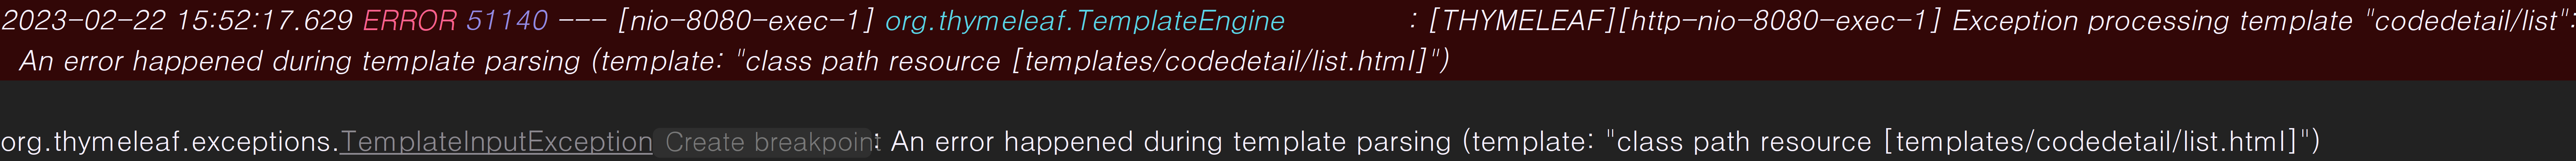 2023-02-22 15:52:17.629 ERROR 51140 --- [nio-8080-exec-1] org.thymeleaf.TemplateEngine : [THYMELEAF][http-nio-8080-exec-1] Exception processing template "codedetail/list":
An error happened during template parsing (template: "class path resource [templates/codedetail/list.html]")
org.thymeleaf.exceptions.TemplateInputException Create breakpoint : An error happened during template parsing (template: "class path resource [templates/codedetail/list.html]")